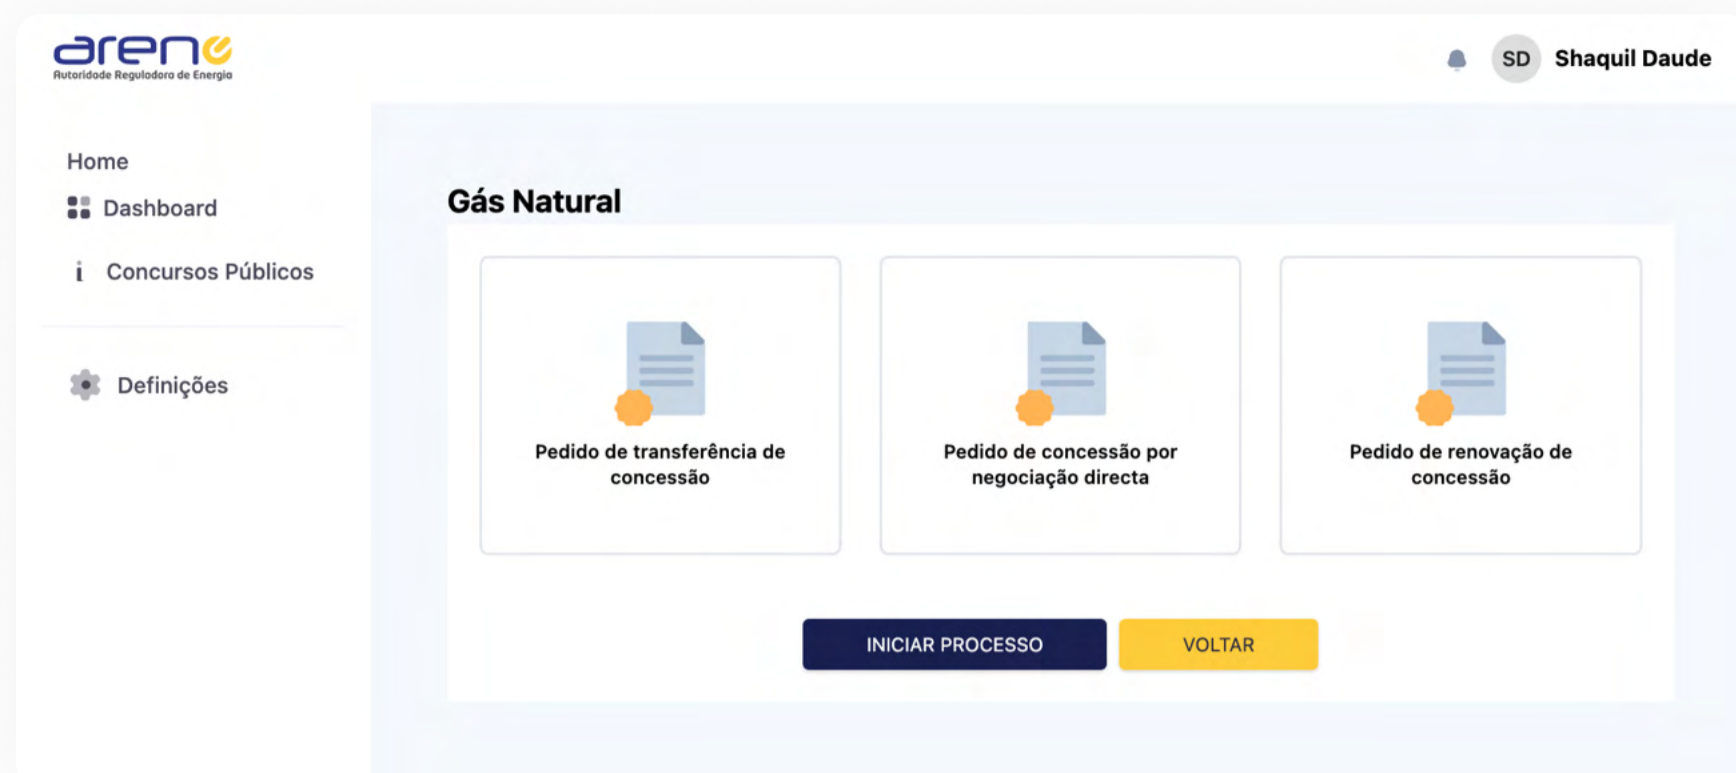 arene
Autoridade Reguladora de Energia
SD
Shaquil Daude
Home
Dashboard
i Concursos Públicos
Definições
Gás Natural
Pedido de transferência de
concessão
Pedido de concessão por
negociação directa
Pedido de renovação de
concessão
INICIAR PROCESSO
VOLTAR